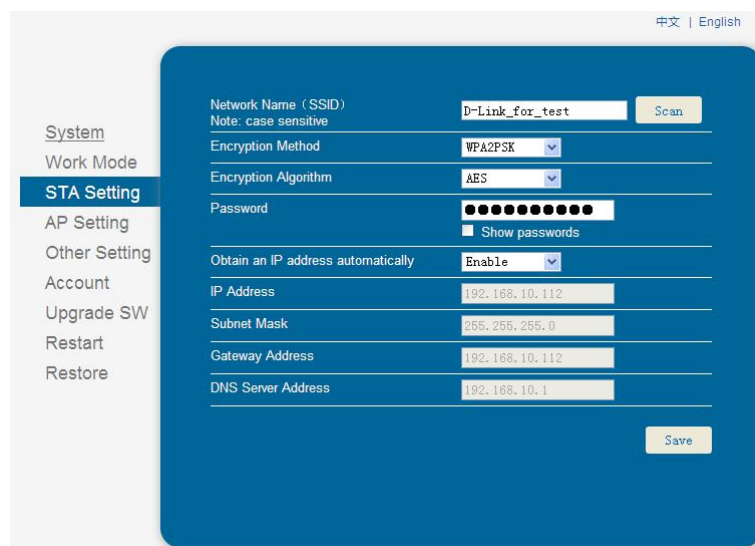 中文 | English
System
Work Mode
STA Setting
AP Setting
Other Setting
Account
Upgrade SW
Restart
Restore
Network Name（SSID）
Note: case sensitive
D-Link_for_test
Scan
Encryption Method
WPA2PSK
Encryption Algorithm
AES
Password
●●●●●●●●●●
Show passwords
Obtain an IP address automatically
Enable
IP Address
192.168.10.112
Subnet Mask
255.255.255.0
Gateway Address
192.168.10.112
DNS Server Address
192.168.10.1
Save